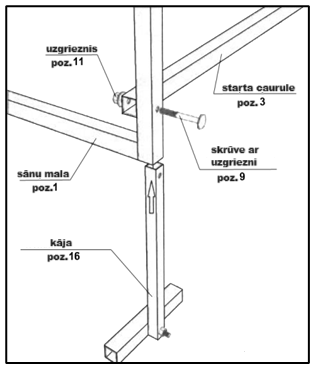 uzgrieznis
poz.11
starta caurule
poz.3
skrūve ar
uzgriezni
poz.9
sānu mala
poz.1
kāja
poz.16